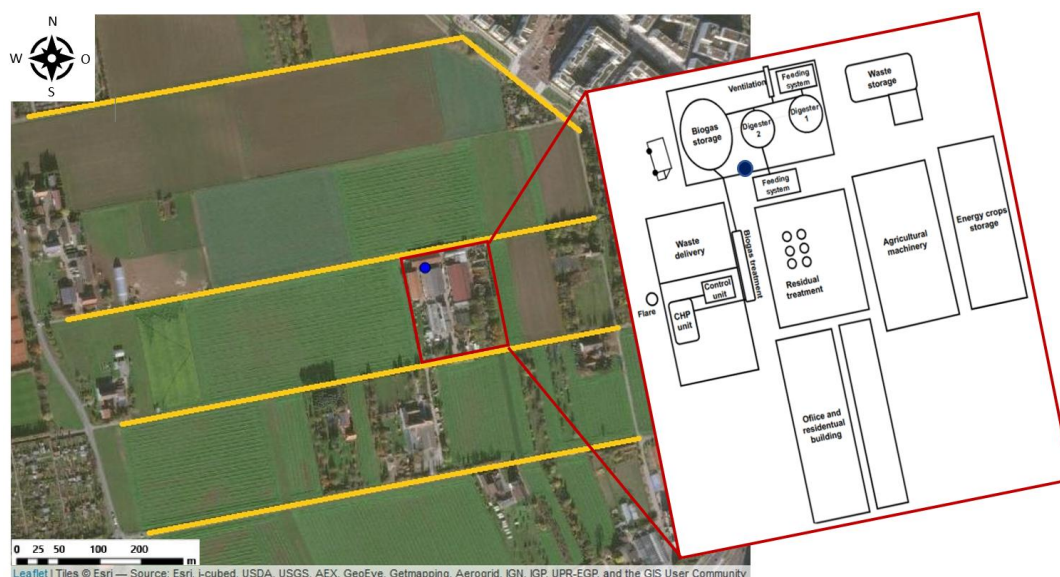 N
W O
S
Ventilation
Feeding
system
Waste
storage
Biogas
storage
Digester
2
Digester
1
Feeding
system
Waste
delivery
Biogas treatment
Residual
treatment
Agricultural
machinery
Energy crops
storage
Control
unit
CHP
unit
Flare
Oflice and
residentual
building
0 25 50 100 200
m
Leaflet | Tiles © Esri — Source: Esri, i-cubed, USDA, USGS, AEX, GeoEye, Getmapping, Aerogrid, IGN, IGP, UPR-EGP, and the GIS User Community